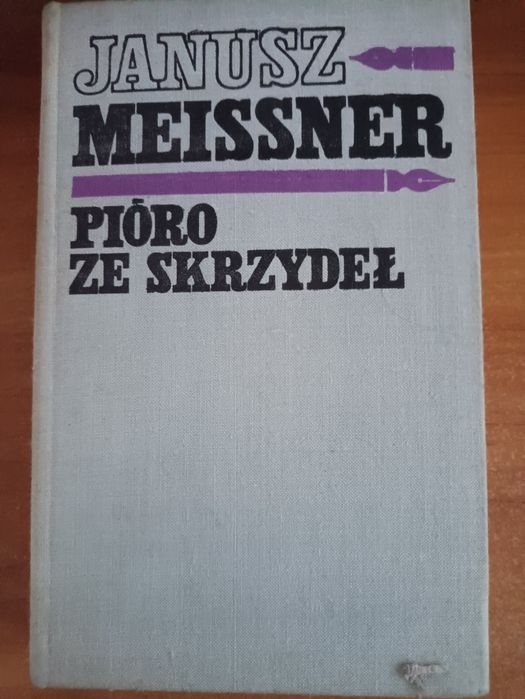 JANUSZ
MEISSNER
PIÓRO
ZE SKRZYDEŁ